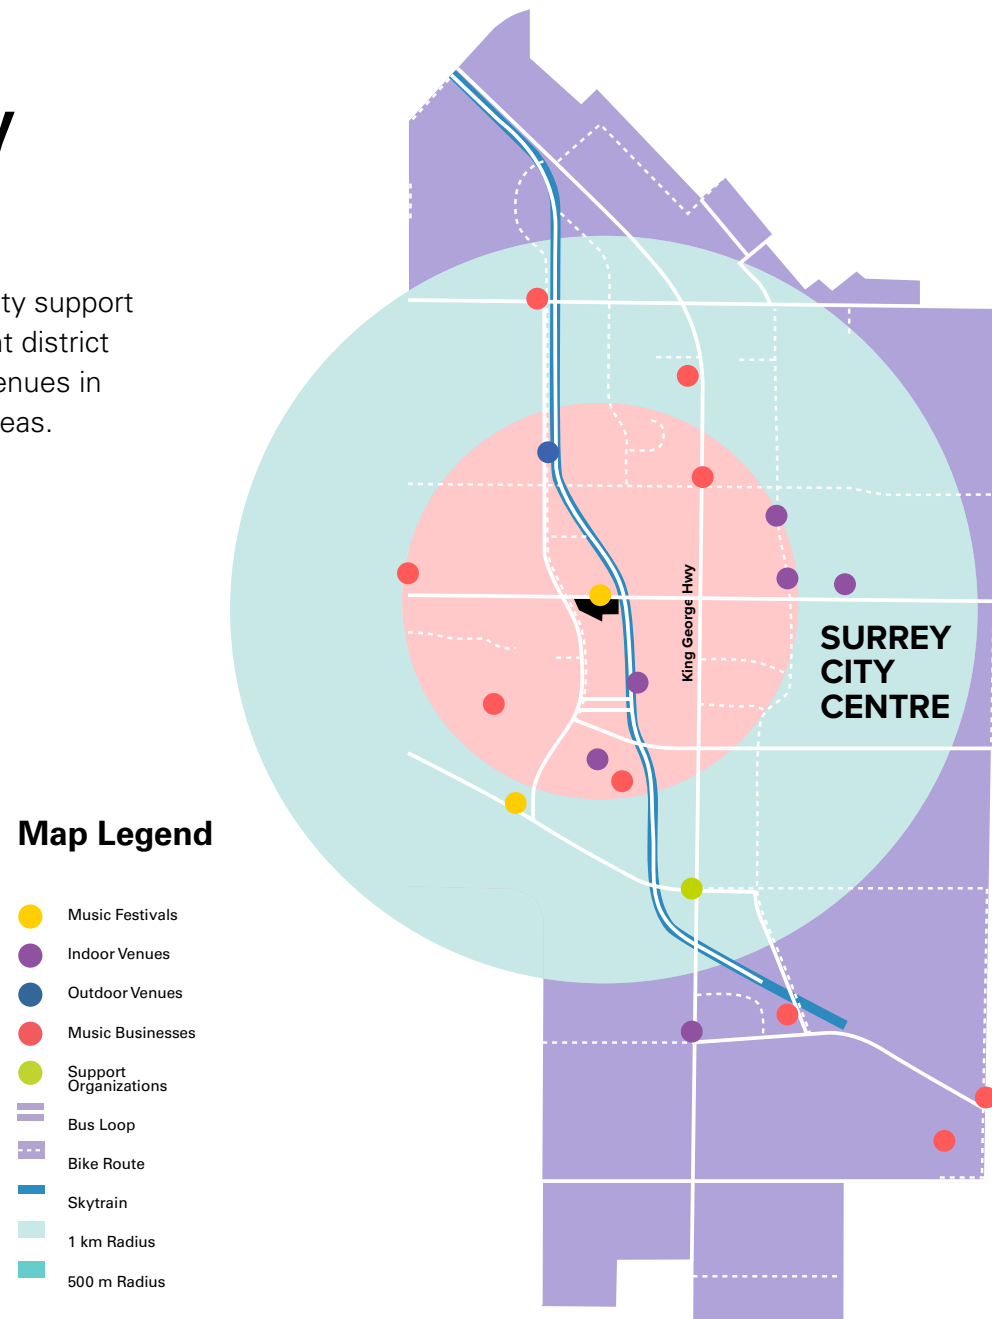 y
ty support
t district
enues in
eas.
King George Hwy
SURREY
CITY
CENTRE
Map Legend
Music Festivals
Indoor Venues
Outdoor Venues
Music Businesses
Support
Organizations
Bus Loop
Bike Route
Skytrain
1 km Radius
500 m Radius